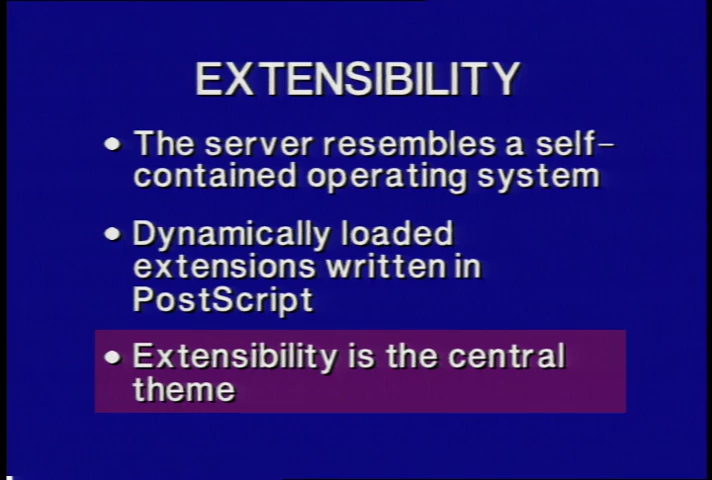 EXTENSIBILITY
• The server resembles a self-
contained operating system
• Dynamically loaded
extensions written in
PostScript
• Extensibility is the central
theme